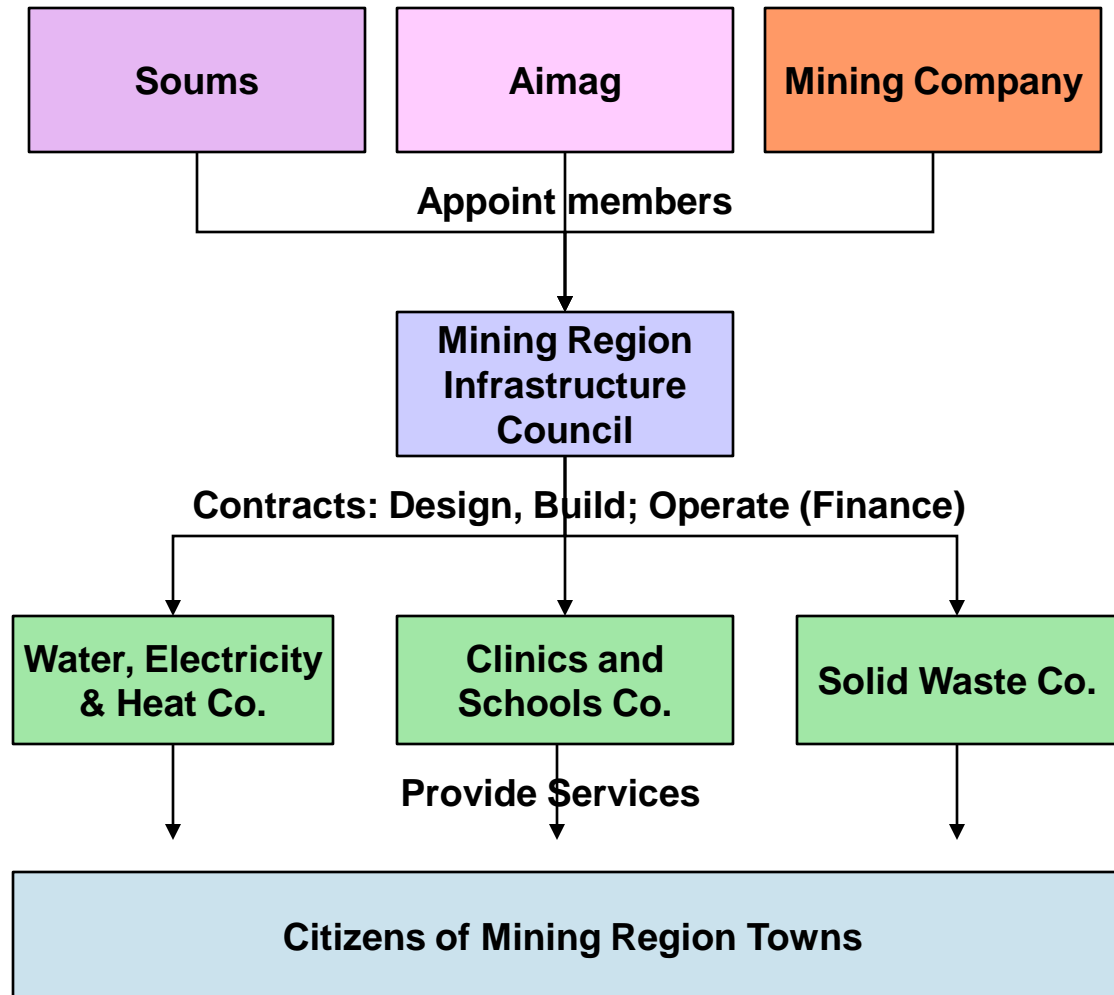 Soums
Aimag
Mining Company
Appoint members
Mining Region
Infrastructure
Council
Contracts: Design, Build; Operate (Finance)
Water, Electricity
& Heat Co.
Clinics and
Schools Co.
Solid Waste Co.
Provide Services
Citizens of Mining Region Towns